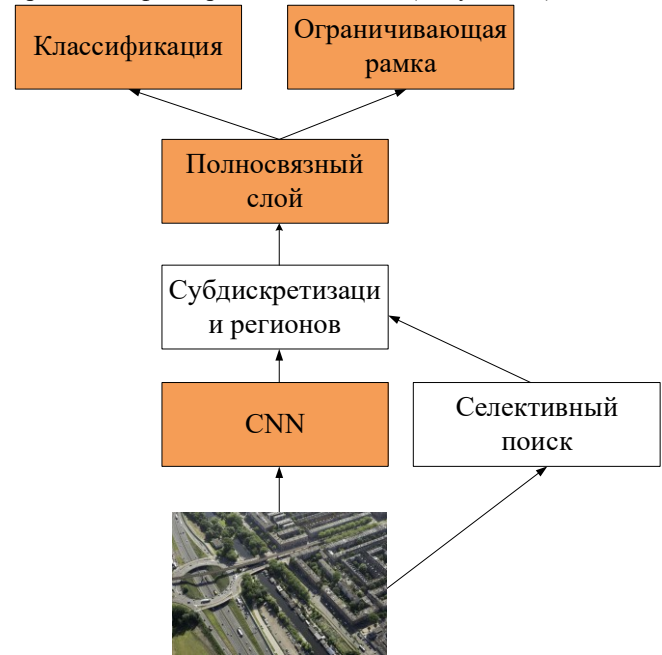 Классификация
Ограничивающая
рамка
Полносвязный
слой
Субдискретизаци
и регионов
CNN
Селективный
поиск